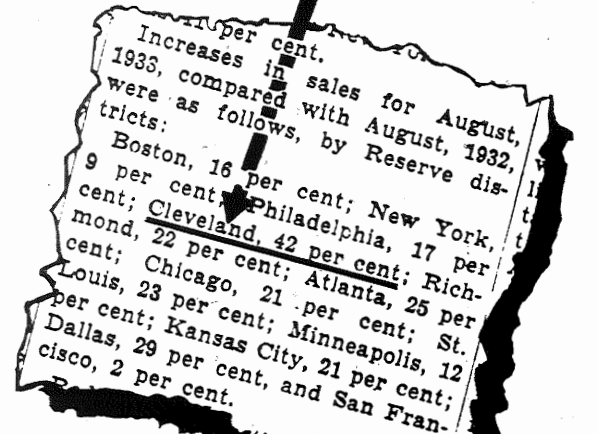 11 per cent.
Increases in sales for August,
1933, compared with August, 1932,
were as follows, by Reserve dis-
tricts:
Boston, 16 per cent; New York,
9 per cent; Philadelphia, 17 per
cent; Cleveland, 42 per cent; Rich-
mond, 22 per cent; Atlanta, 25 per
cent; Chicago, 21 per cent; St.
Louis, 23 per cent; Minneapolis, 12
per cent; Kansas City, 21 per cent;
Dallas, 29 per cent, and San Fran-
cisco, 2 per cent.